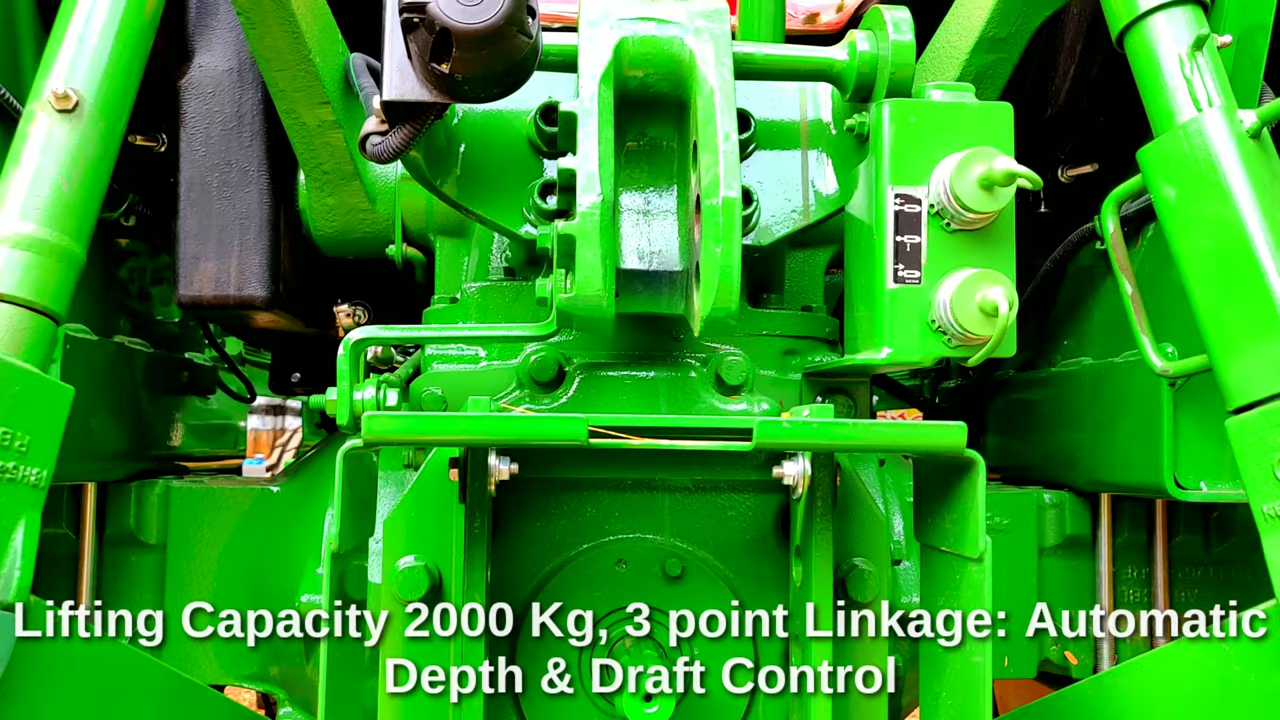 Lifting Capacity 2000 Kg, 3 point Linkage: Automatic
Depth & Draft Control